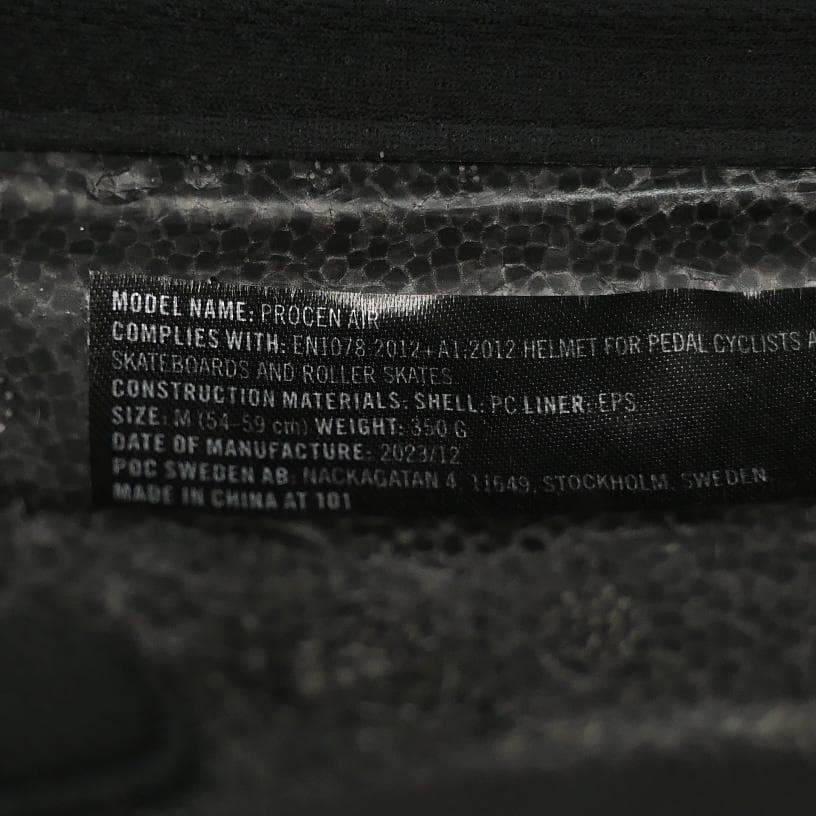 MODEL NAME: PROCEN AIR
COMPLIES WITH: EN1078:2012+A1:2012 HELMET FOR PEDAL CYCLISTS A
SKATEBOARDS AND ROLLER SKATES
CONSTRUCTION MATERIALS: SHELL: PC LINER: EPS
SIZE: M (54-59 cm) WEIGHT: 350 G
DATE OF MANUFACTURE: 2023/12
POC SWEDEN AB: NACKAGATAN 4, 11649, STOCKHOLM, SWEDEN
MADE IN CHINA AT 101